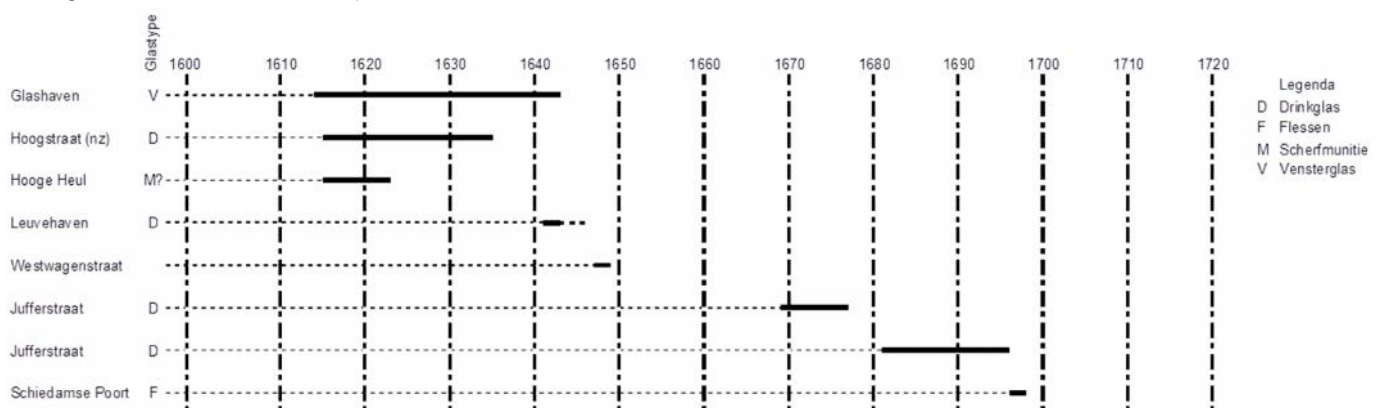 Glastype
1600 1610 1620 1630 1640 1650 1660 1670 1680 1690 1700 1710 1720
Glashaven V
Hoogstraat (nz) D
Hooge Heul M?
Leuvehaven D
Westwagenstraat
Jufferstraat D
Jufferstraat D
Schiedamse Poort F
Legenda
D Drinkglas
F Flessen
M Scherfmunitie
V Vensterglas